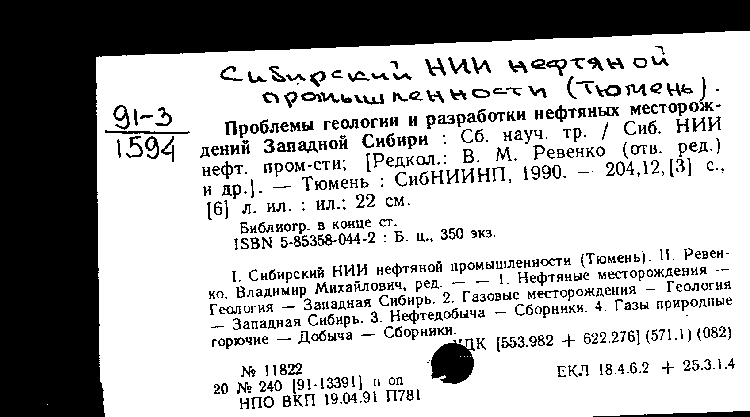 Сибирский НИИ нефтяной
промышленности (Тюмень).
91-3
1594
Проблемы геологии и разработки нефтяных месторож-
дений Западной Сибири : Сб. науч. тр. / Сиб. НИИ
нефт. пром-сти; [Редкол.: В. М. Ревенко (отв. ред.)
и др.]. — Тюмень : СибНИИНП, 1990. — 204,12,[3] с.,
[6] л. ил. : ил.; 22 см.
Библиогр. в конце ст.
ISBN 5-85358-044-2 : Б. ц., 350 экз.
I. Сибирский НИИ нефтяной промышленности (Тюмень). II. Ревен-
ко, Владимир Михайлович, ред. — — 1. Нефтяные месторождения —
Геология — Западная Сибирь. 2. Газовые месторождения — Геология
— Западная Сибирь. 3. Нефтедобыча — Сборники. 4. Газы природные
горючие — Добыча — Сборники.
УДК [553.982 + 622.276] (571.1) (082)
№ 11822
ЕКЛ 18.4.6.2 + 25.3.1.4
20 № 240 [91-13391] п оп
НПО ВКП 19.04.91 П781